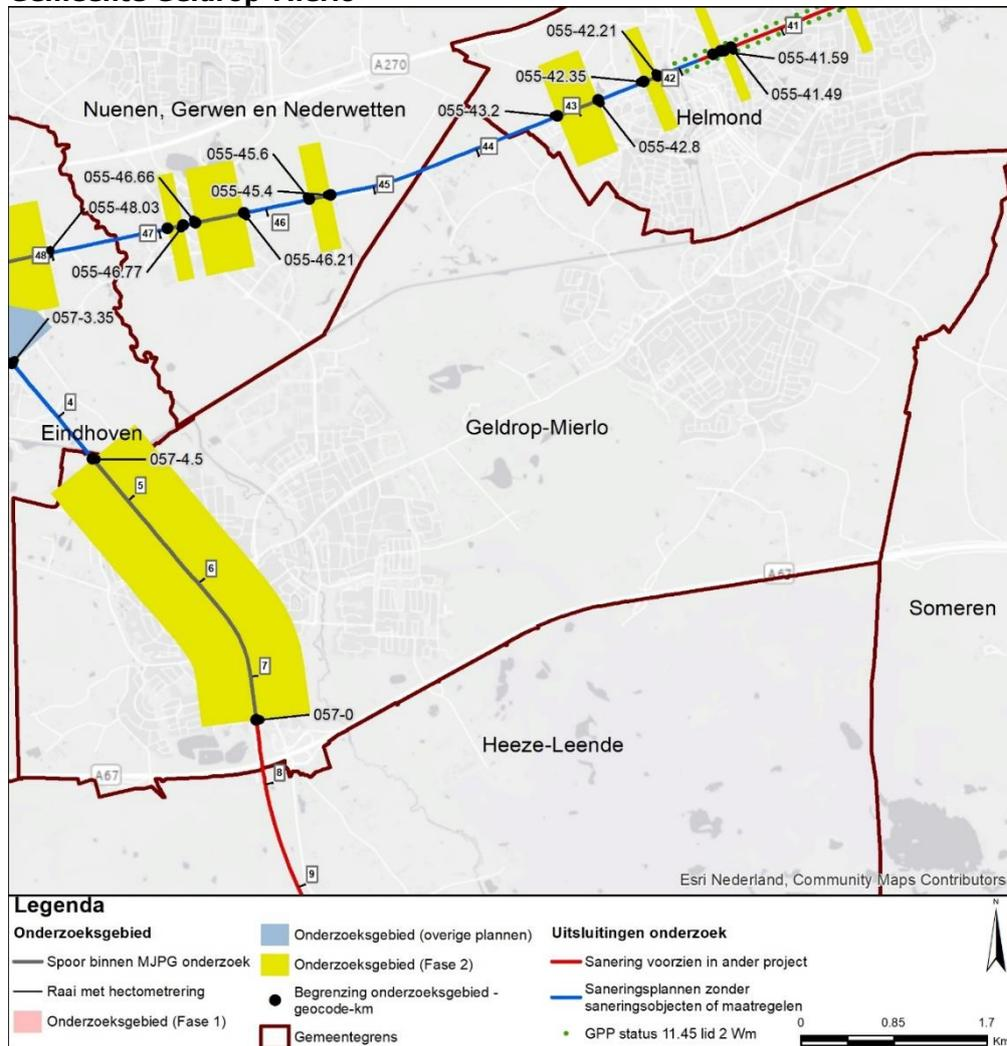 Gemeente Geldrop-Mierlo
055-42.21
A270
41
055-42.35
42
055-41.59
Nuenen, Gerwen en Nederwetten
055-43.2
43
055-41.49
Helmond
055-45.6
44
055-42.8
055-46.66
055-45.4
45
055-48.03
46
47
48
055-46.77
055-46.21
057-3.35
4
Eindhoven
Geldrop-Mierlo
057-4.5
5
6
A67
Someren
7
057-0
Heeze-Leende
A67
8
9
Esri Nederland, Community Maps Contributors
Legenda
Onderzoeksgebied
Spoor binnen MJPG onderzoek
Raai met hectometrering
Onderzoeksgebied (Fase 1)
Onderzoeksgebied (overige plannen)
Onderzoeksgebied (Fase 2)
Begrenzing onderzoeksgebied -
geocode-km
Gemeentegrens
Uitsluitingen onderzoek
Sanering voorzien in ander project
Saneringsplannen zonder
saneringsobjecten of maatregelen
GPP status 11.45 lid 2 Wm
N
0 0.85 1.7
Km